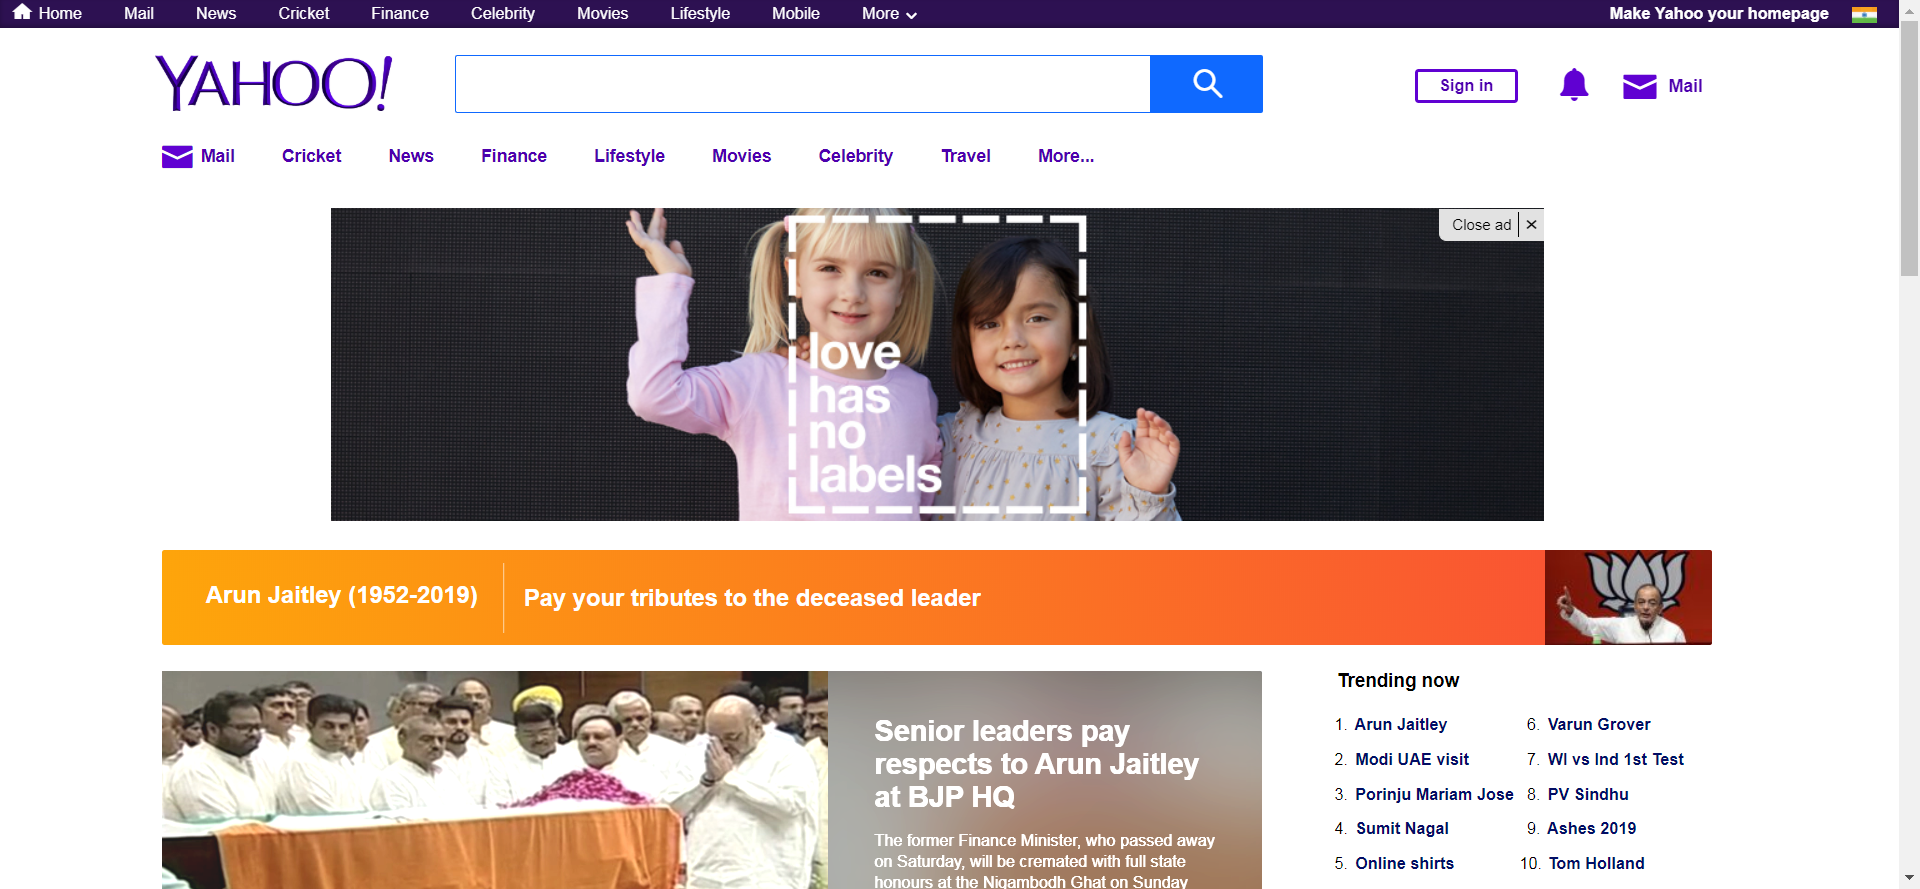 Home Mail News Cricket Finance Celebrity Movies Lifestyle Mobile More Make Yahoo your homepage
YAHOO!
Sign in Mail
Mail Cricket News Finance Lifestyle Movies Celebrity Travel More...
Close ad ×
love
has
no
labels
Arun Jaitley (1952-2019) Pay your tributes to the deceased leader
Senior leaders pay
respects to Arun Jaitley
at BJP HQ
The former Finance Minister, who passed away
on Saturday, will be cremated with full state
honours at the Nigambodh Ghat on Sunday
Trending now
1. Arun Jaitley
2. Modi UAE visit
3. Porinju Mariam Jose
4. Sumit Nagal
5. Online shirts
6. Varun Grover
7. WI vs Ind 1st Test
8. PV Sindhu
9. Ashes 2019
10. Tom Holland